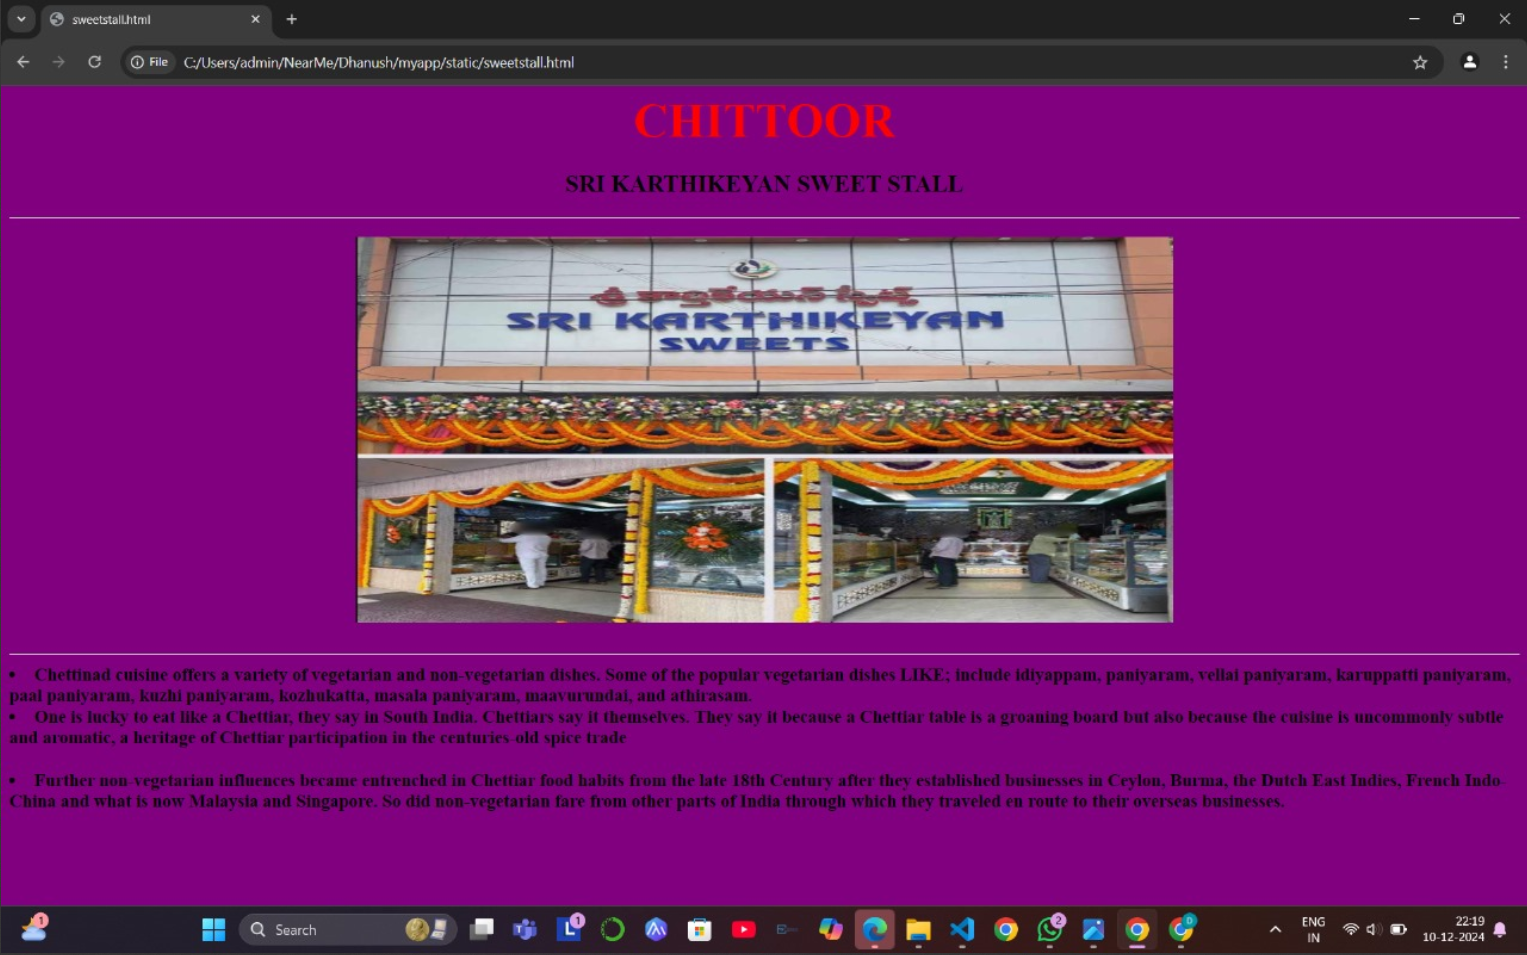 sweetstall.html
File
C:/Users/admin/NearMe/Dhanush/myapp/static/sweetstall.html
CHITTOOR
SRI KARTHIKEYAN SWEET STALL
శ్రీ కార్తికేయన్ స్వీట్స్
SRI KARTHIKEYAN
SWEETS
• Chettinad cuisine offers a variety of vegetarian and non-vegetarian dishes. Some of the popular vegetarian dishes LIKE; include idiyappam, paniyaram, vellai paniyaram, karuppatti paniyaram,
paal paniyaram, kuzhi paniyaram, kozhukatta, masala paniyaram, maavurundai, and athirasam.
• One is lucky to eat like a Chettiar, they say in South India. Chettiars say it themselves. They say it because a Chettiar table is a groaning board but also because the cuisine is uncommonly subtle
and aromatic, a heritage of Chettiar participation in the centuries-old spice trade
• Further non-vegetarian influences became entrenched in Chettiar food habits from the late 18th Century after they established businesses in Ceylon, Burma, the Dutch East Indies, French Indo-
China and what is now Malaysia and Singapore. So did non-vegetarian fare from other parts of India through which they traveled en route to their overseas businesses.
1
Search
L
1
2
D
ENG
IN
22:19
10-12-2024